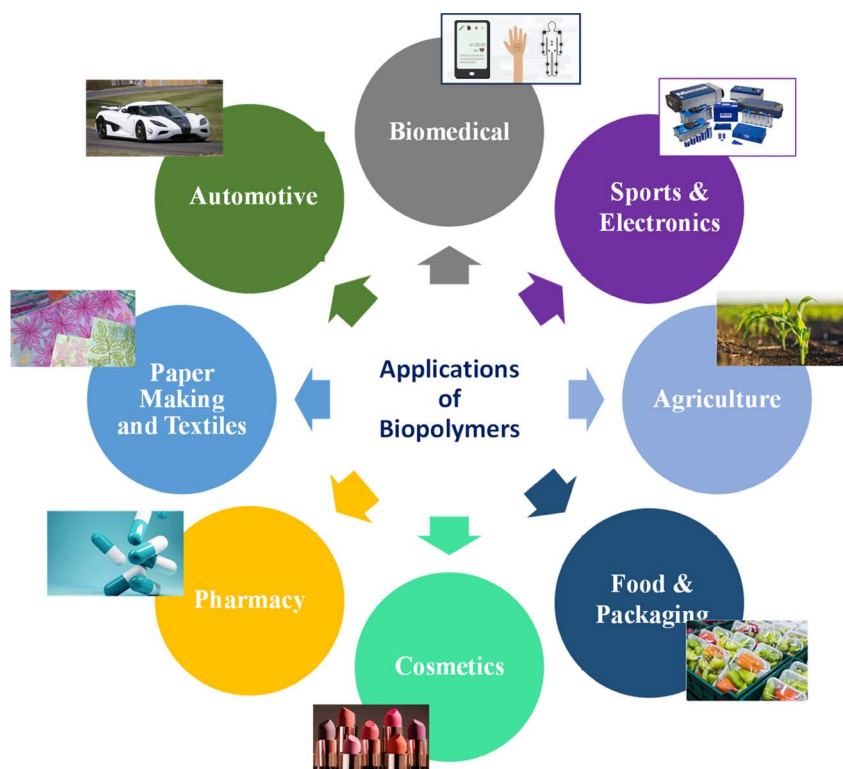 Biomedical
Sports &
Electronics
Agriculture
Food &
Packaging
Cosmetics
Pharmacy
Paper
Making
and Textiles
Automotive
Applications
of
Biopolymers